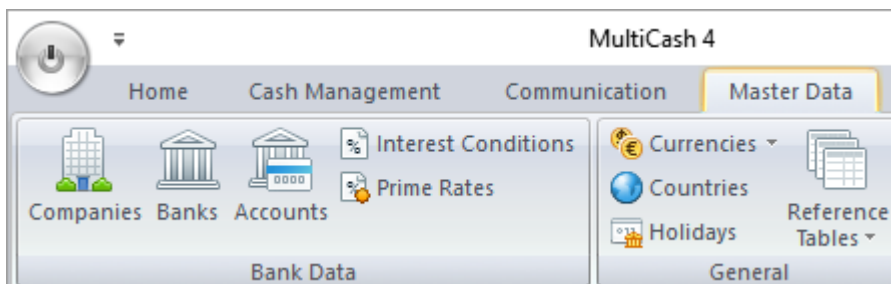 MultiCash 4
Home Cash Management Communication Master Data
Companies Banks Accounts
Interest Conditions
Prime Rates
Bank Data
Currencies
Countries
Holidays
Reference
Tables
General